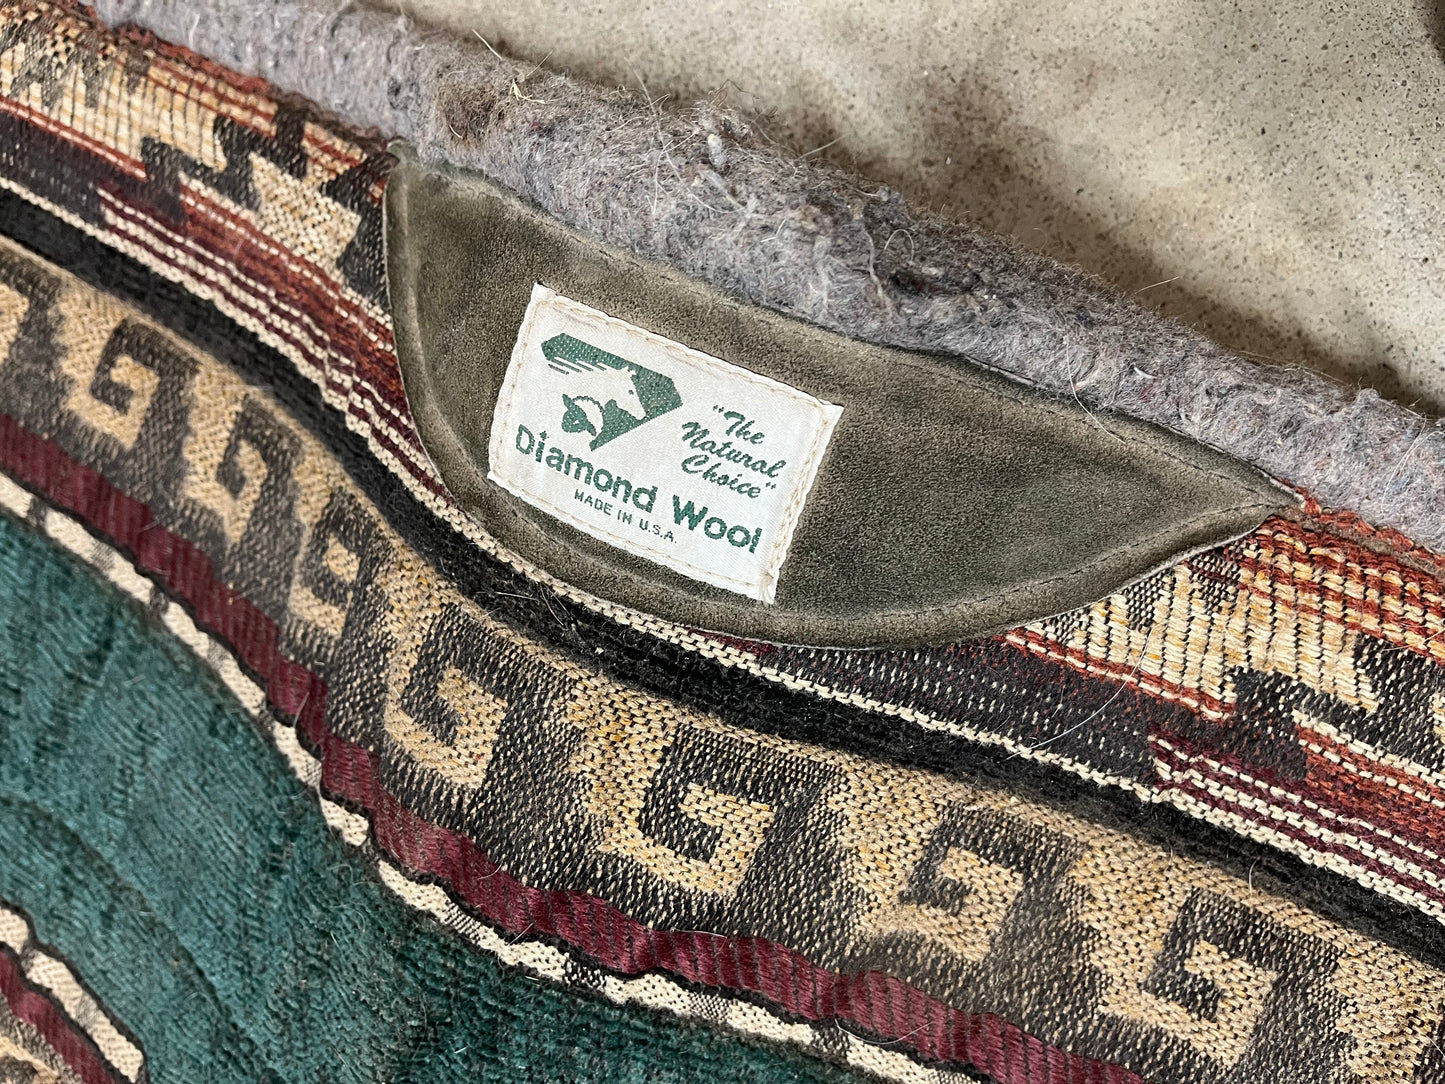 "The
Natural
Choice"
Diamond Wool
MADE IN U.S.A.